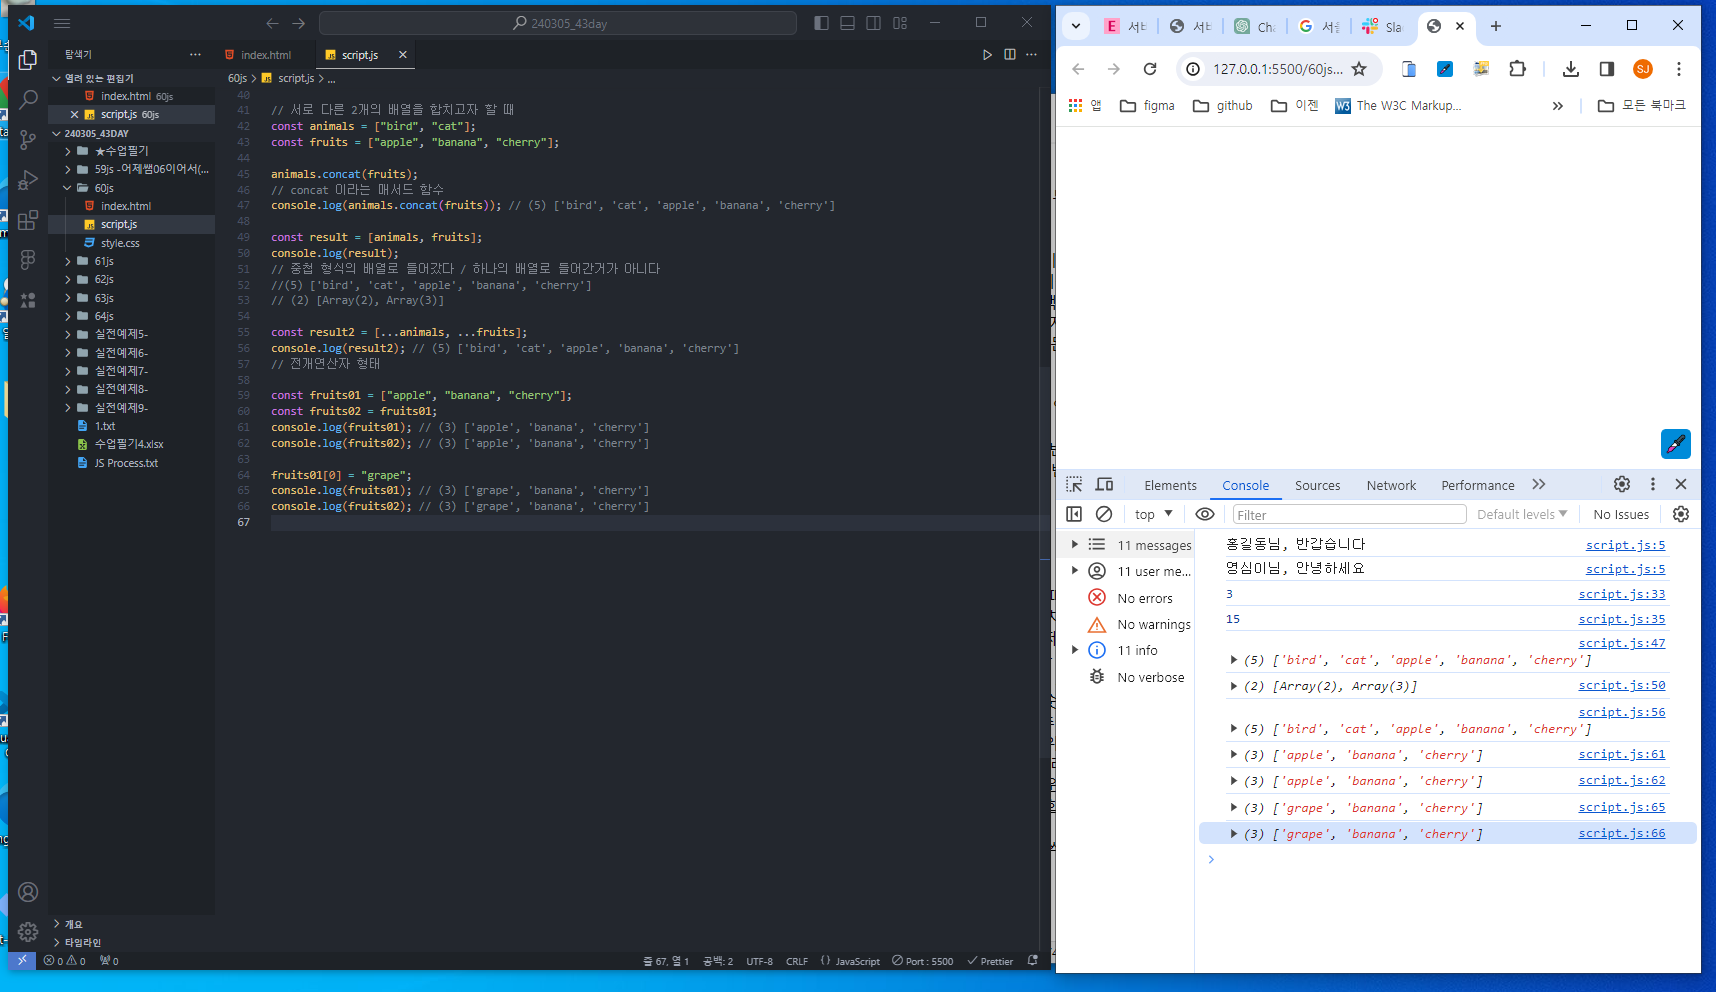 240305_43day
탐색기
index.html
script.js
60js > script.js > ...
열려 있는 편집기
index.html 60js
script.js 60js
240305_43DAY
★수업필기
59js -어제쌤06이어서(...
60js
index.html
script.js
style.css
61js
62js
63js
64js
실전예제5-
실전예제6-
실전예제7-
실전예제8-
실전예제9-
1.txt
수업필기4.xlsx
JS Process.txt
개요
타임라인
40
41 // 서로 다른 2개의 배열을 합치고자 할 때
42 const animals = ["bird", "cat"];
43 const fruits = ["apple", "banana", "cherry"];
44
45 animals.concat(fruits);
46 // concat 이라는 매서드 함수
47 console.log(animals.concat(fruits)); // (5) ['bird', 'cat', 'apple', 'banana', 'cherry']
48
49 const result = [animals, fruits];
50 console.log(result);
51 // 중첩 형식의 배열로 들어갔다 / 하나의 배열로 들어간거가 아니다
52 //(5) ['bird', 'cat', 'apple', 'banana', 'cherry']
53 // (2) [Array(2), Array(3)]
54
55 const result2 = [...animals, ...fruits];
56 console.log(result2); // (5) ['bird', 'cat', 'apple', 'banana', 'cherry']
57 // 전개연산자 형태
58
59 const fruits01 = ["apple", "banana", "cherry"];
60 const fruits02 = fruits01;
61 console.log(fruits01); // (3) ['apple', 'banana', 'cherry']
62 console.log(fruits02); // (3) ['apple', 'banana', 'cherry']
63
64 fruits01[0] = "grape";
65 console.log(fruits01); // (3) ['grape', 'banana', 'cherry']
66 console.log(fruits02); // (3) ['grape', 'banana', 'cherry']
67
0 0 0
줄 67, 열 1 공백: 2 UTF-8 CRLF {} JavaScript Port : 5500 Prettier
서비 서비 Cha 서울 Slac
127.0.0.1:5500/60js... SJ
앱 figma github 이젠 The W3C Markup... » 모든 북마크
Elements Console Sources Network Performance
top Filter Default levels No Issues
11 messages
11 user me...
No errors
No warnings
11 info
No verbose
홍길동님, 반갑습니다 script.js:5
영심이님, 안녕하세요 script.js:5
3 script.js:33
15 script.js:35
script.js:47
(5) ['bird', 'cat', 'apple', 'banana', 'cherry']
(2) [Array(2), Array(3)] script.js:50
script.js:56
(5) ['bird', 'cat', 'apple', 'banana', 'cherry']
(3) ['apple', 'banana', 'cherry'] script.js:61
(3) ['apple', 'banana', 'cherry'] script.js:62
(3) ['grape', 'banana', 'cherry'] script.js:65
(3) ['grape', 'banana', 'cherry'] script.js:66